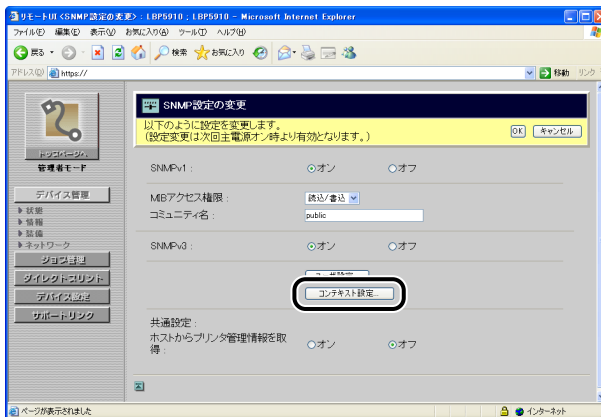 リモートUI <SNMP設定の変更> : LBP5910 ; LBP5910 - Microsoft Internet Explorer
ファイル(F) 編集(E) 表示(V) お気に入り(A) ツール(T) ヘルプ(H)
戻る 検索 お気に入り
アドレス(D) https:// 移動 リンク
SNMP設定の変更
以下のように設定を変更します。
(設定変更は次回主電源オン時より有効となります。)
OK キャンセル
トップページへ
管理者モード
デバイス管理
状態
情報
装備
ネットワーク
ジョブ管理
ダイレクトプリント
デバイス設定
サポートリンク
SNMPv1 : オン オフ
MIBアクセス権限 : 読込/書込
コミュニティ名 : public
SNMPv3 : オン オフ
コンテキスト設定...
共通設定 :
ホストからプリンタ管理情報を取
得 : オン オフ
ページが表示されました インターネット